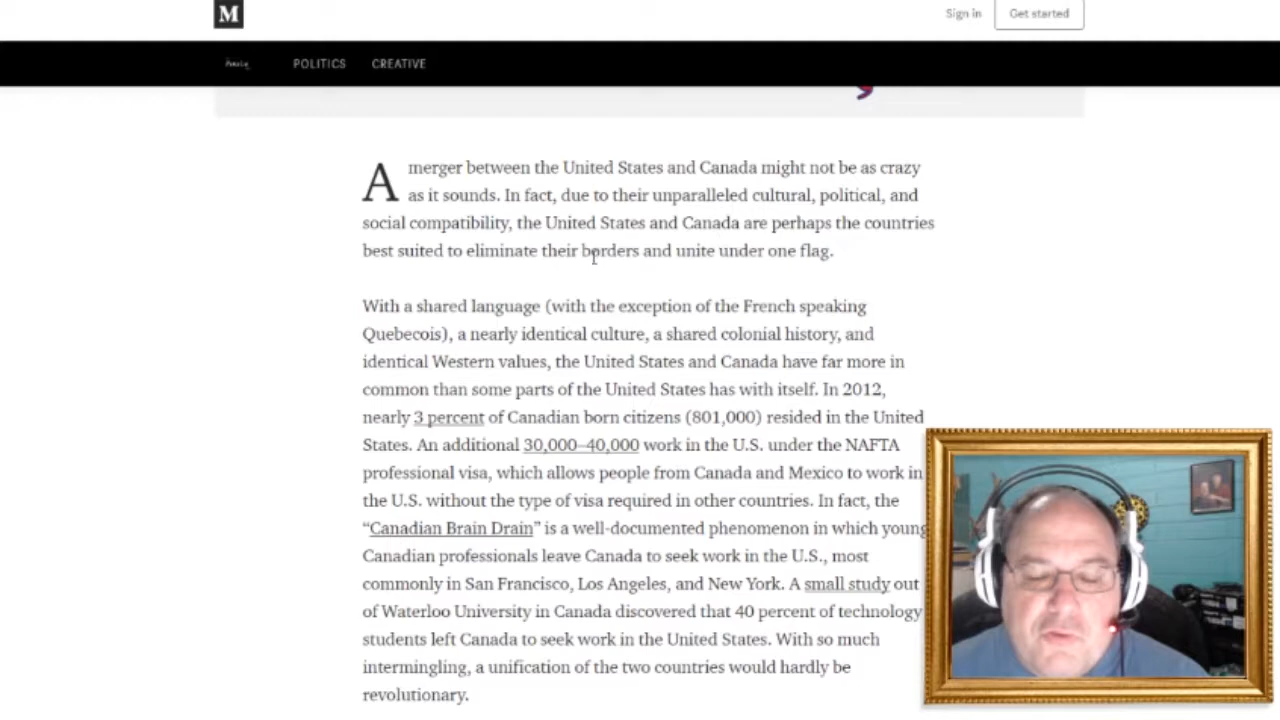 M
Sign in
Get started
POLITICS
CREATIVE
A merger between the United States and Canada might not be as crazy
as it sounds. In fact, due to their unparalleled cultural, political, and
social compatibility, the United States and Canada are perhaps the countries
best suited to eliminate their borders and unite under one flag.
With a shared language (with the exception of the French speaking
Quebecois), a nearly identical culture, a shared colonial history, and
identical Western values, the United States and Canada have far more in
common than some parts of the United States has with itself. In 2012,
nearly 3 percent of Canadian born citizens (801,000) resided in the United
States. An additional 30,000–40,000 work in the U.S. under the NAFTA
professional visa, which allows people from Canada and Mexico to work in
the U.S. without the type of visa required in other countries. In fact, the
“Canadian Brain Drain” is a well-documented phenomenon in which young
Canadian professionals leave Canada to seek work in the U.S., most
commonly in San Francisco, Los Angeles, and New York. A small study out
of Waterloo University in Canada discovered that 40 percent of technology
students left Canada to seek work in the United States. With so much
intermingling, a unification of the two countries would hardly be
revolutionary.